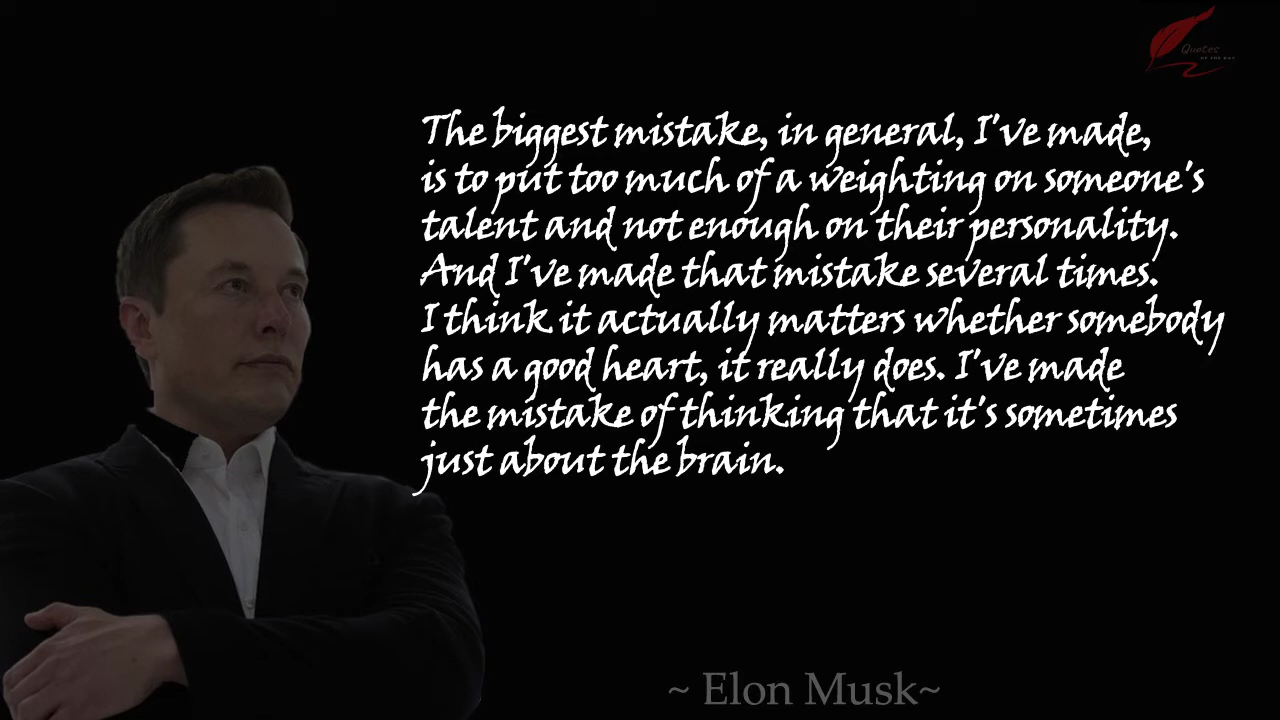 Quotes
OF THE DAY
The biggest mistake, in general, I've made,
is to put too much of a weighting on someone's
talent and not enough on their personality.
And I've made that mistake several times.
I think it actually matters whether somebody
has a good heart, it really does. I've made
the mistake of thinking that it's sometimes
just about the brain.
~ Elon Musk~